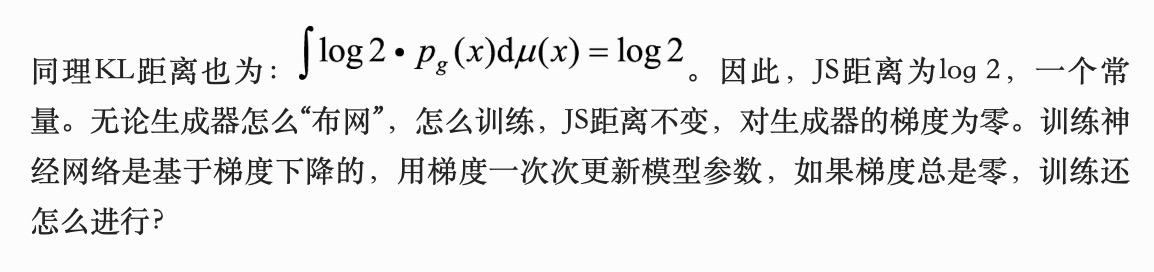 同理KL距离也为：∫log 2 • p_g(x)dμ(x) = log 2。因此，JS距离为log 2，一个常
量。无论生成器怎么“布网”，怎么训练，JS距离不变，对生成器的梯度为零。训练神
经网络是基于梯度下降的，用梯度一次次更新模型参数，如果梯度总是零，训练还
怎么进行？